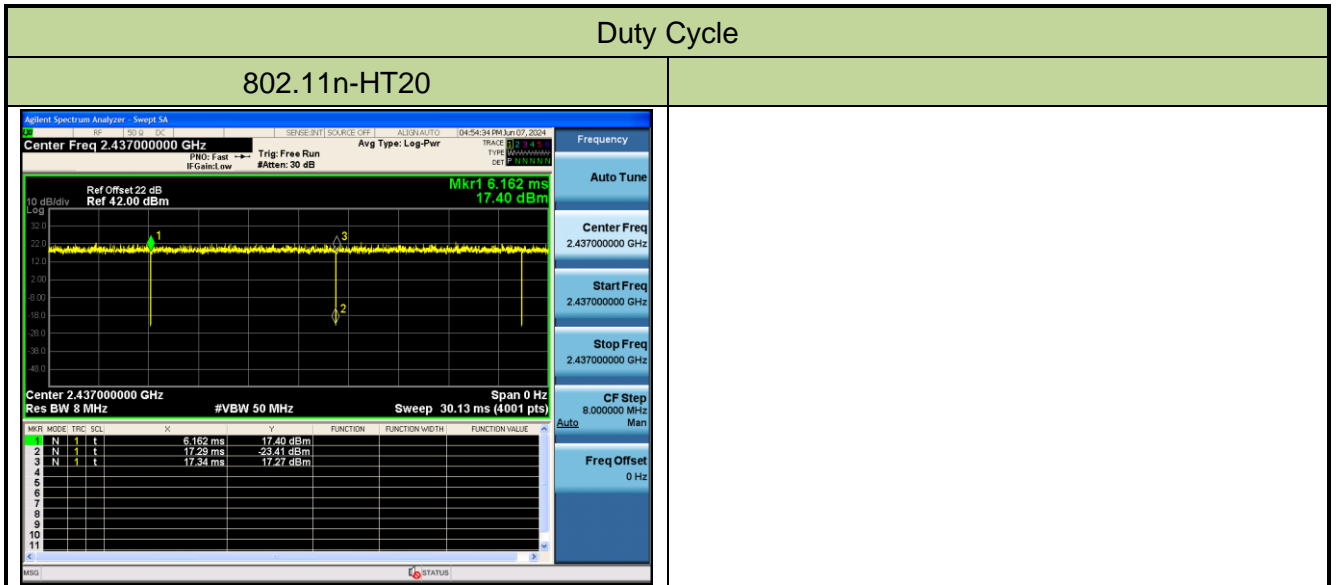 Duty Cycle
802.11n-HT20
Agilent Spectrum Analyzer - Swept SA
RF 50 Ω DC SENSE:INT SOURCE OFF ALIGN AUTO 04:54:34 PM Jun 07, 2024
Center Freq 2.437000000 GHz Avg Type: Log-Pwr TRACE 1 2 3 4 5 6
PNO: Fast Trig: Free Run TYPE
IFGain:Low #Atten: 30 dB DET P N N N N N
Frequency
Mkr1 6.162 ms
17.40 dBm
Ref Offset 22 dB
10 dB/div Ref 42.00 dBm
Log
32.0
22.0
12.0
2.00
-8.00
-18.0
-28.0
-38.0
-48.0
1
3
2
Center 2.437000000 GHz Span 0 Hz
Res BW 8 MHz #VBW 50 MHz Sweep 30.13 ms (4001 pts)
MKR MODE TRC SCL X Y FUNCTION FUNCTION WIDTH FUNCTION VALUE
1 N 1 t 6.162 ms 17.40 dBm
2 N 1 t 17.29 ms -23.41 dBm
3 N 1 t 17.34 ms 17.27 dBm
4
5
6
7
8
9
10
11
MSG STATUS
Auto Tune
Center Freq
2.437000000 GHz
Start Freq
2.437000000 GHz
Stop Freq
2.437000000 GHz
CF Step
8.000000 MHz
Auto Man
Freq Offset
0 Hz